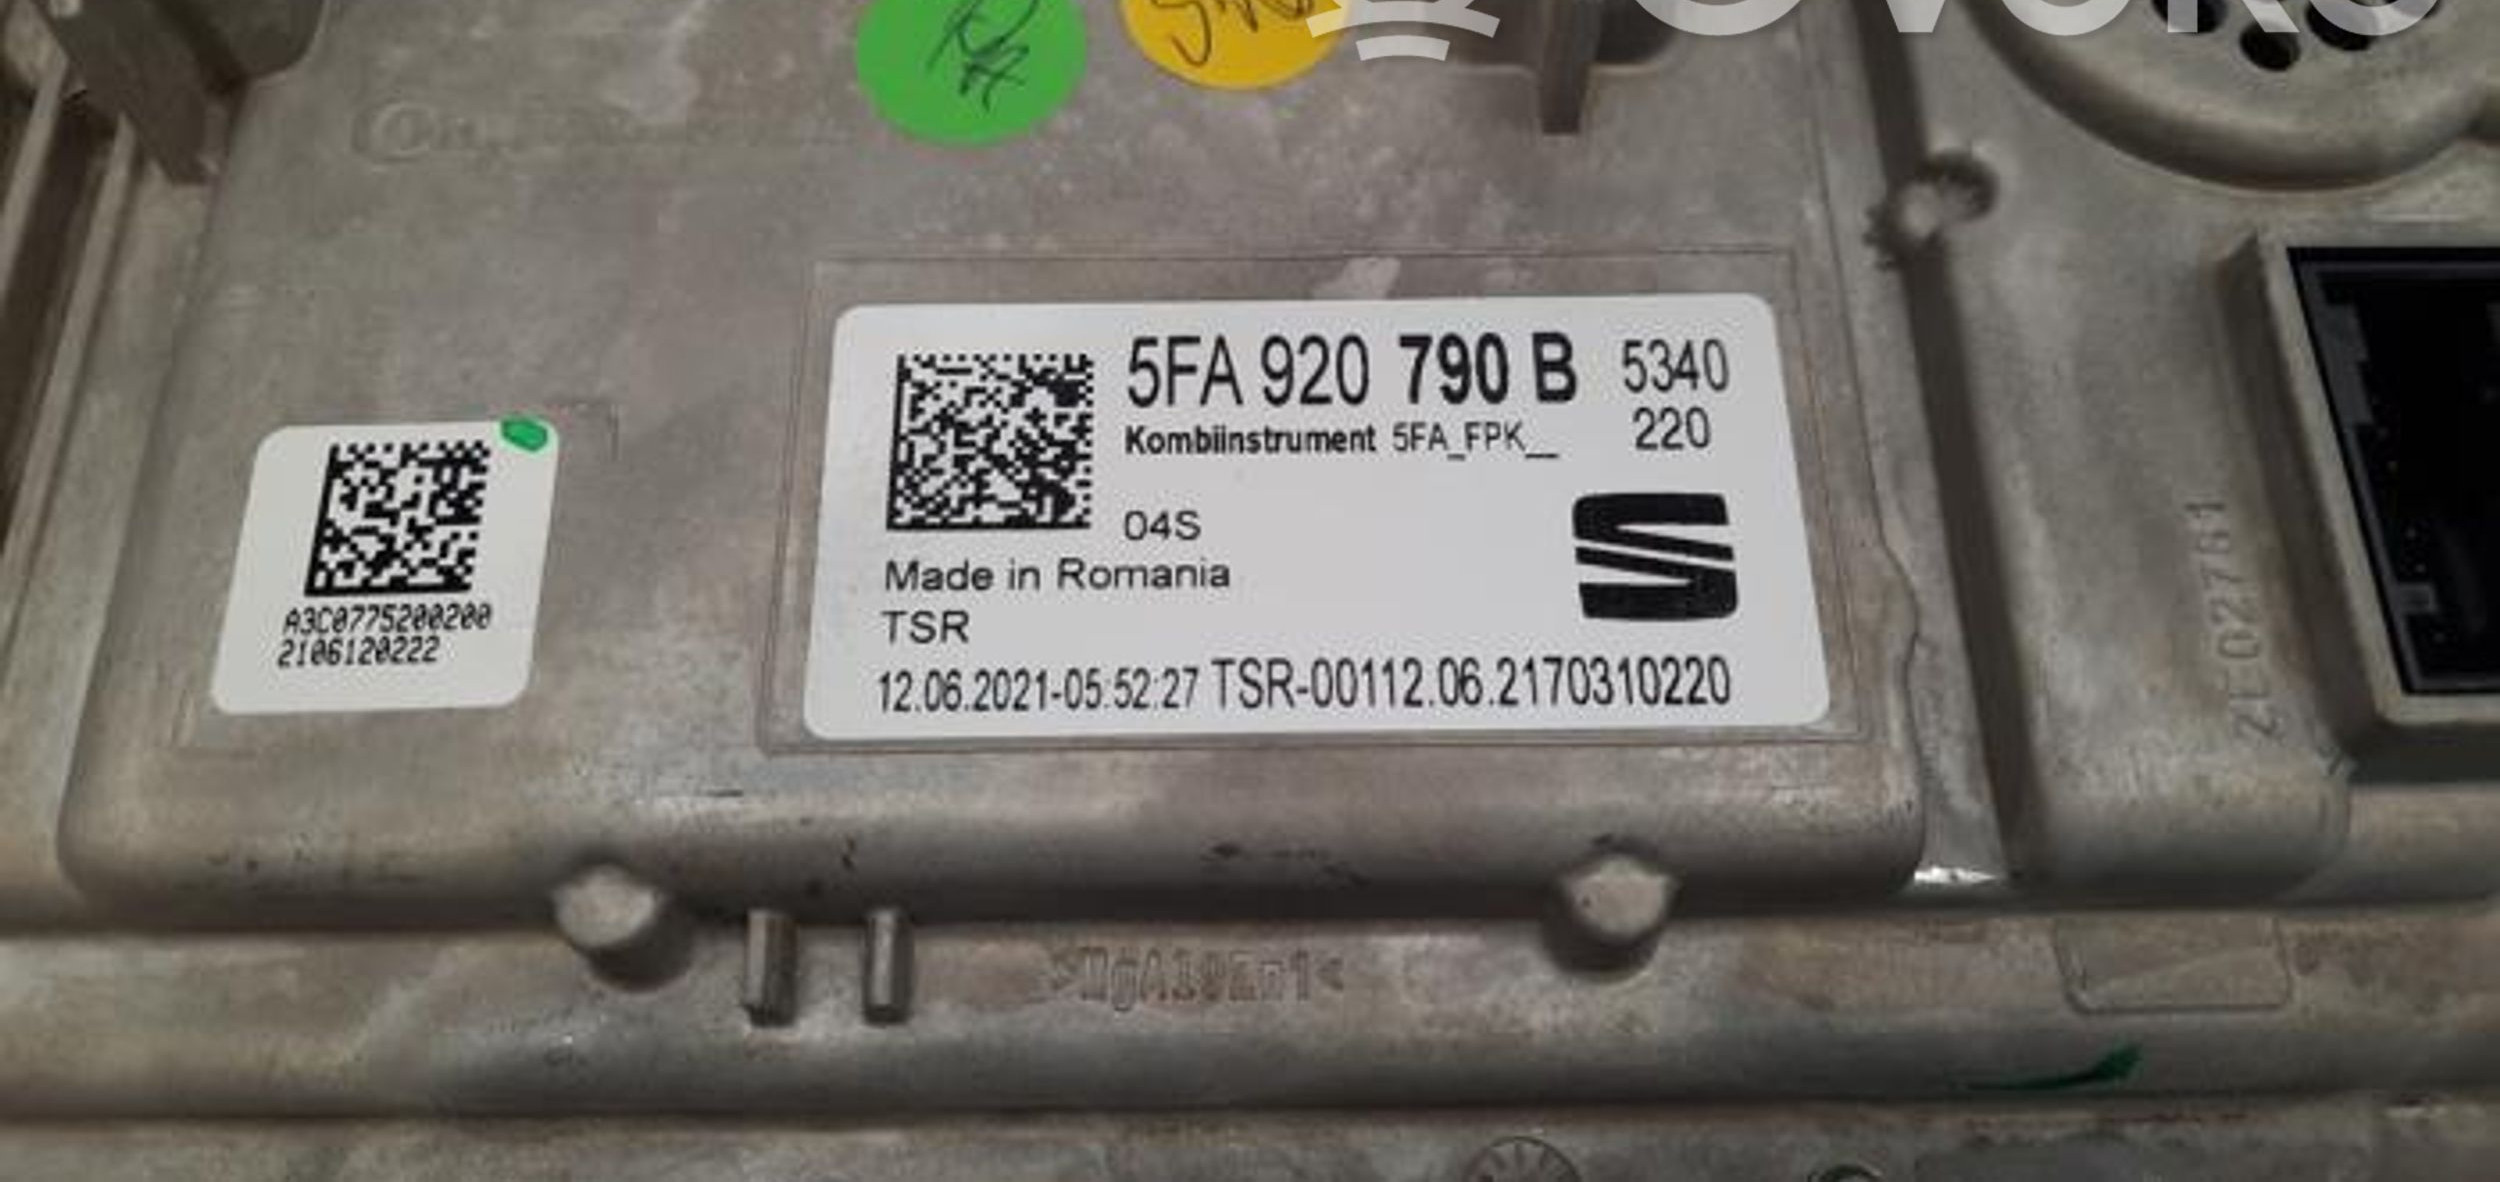 5FA 920 790 B 5340
Kombiinstrument 5FA_FPK__ 220
04S
Made in Romania
TSR
12.06.2021-05:52:27 TSR-00112.06.2170310220
A3C0775200200
2106120222